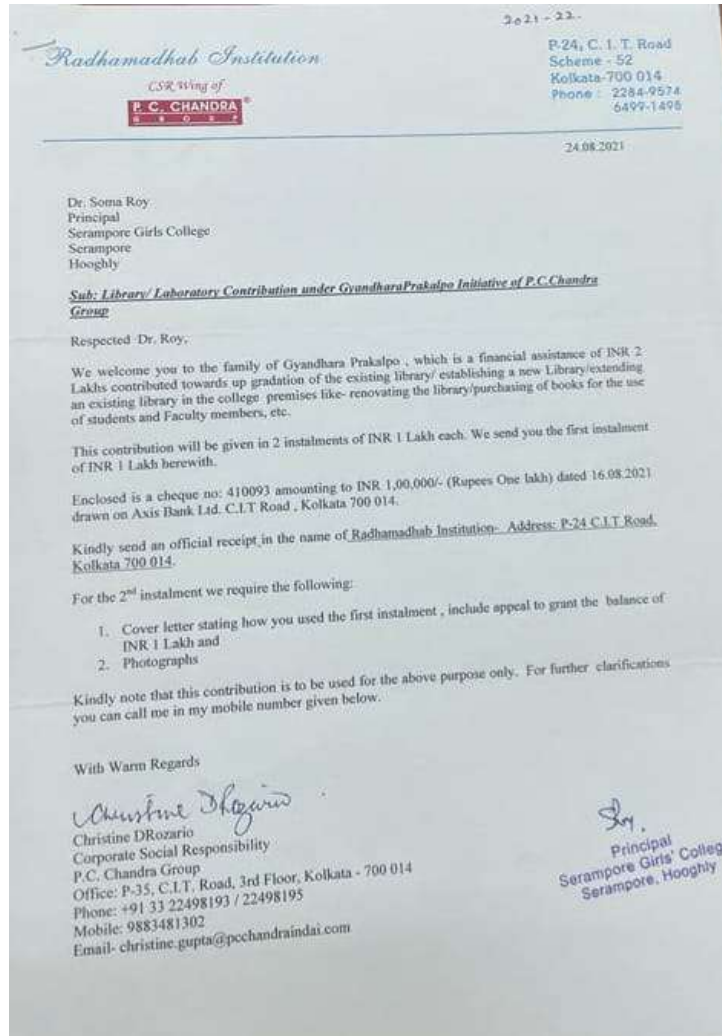 2021-22.
Radhamadhab Institution
CSR Wing of
P. C. CHANDRA®
GROUP
P-24, C. I. T. Road
Scheme - 52
Kolkata-700 014
Phone : 2284-9574
6499-1495
24.08.2021
Dr. Soma Roy
Principal
Serampore Girls College
Serampore
Hooghly
Sub: Library/ Laboratory Contribution under GyandharaPrakalpo Initiative of P.C.Chandra
Group
Respected Dr. Roy,
We welcome you to the family of Gyandhara Prakalpo , which is a financial assistance of INR 2
Lakhs contributed towards up gradation of the existing library/ establishing a new Library/extending
an existing library in the college premises like- renovating the library/purchasing of books for the use
of students and Faculty members, etc.
This contribution will be given in 2 instalments of INR 1 Lakh each. We send you the first instalment
of INR 1 Lakh herewith.
Enclosed is a cheque no: 410093 amounting to INR 1,00,000/- (Rupees One lakh) dated 16.08.2021
drawn on Axis Bank Ltd. C.I.T Road , Kolkata 700 014.
Kindly send an official receipt in the name of Radhamadhab Institution- Address: P-24 C.I.T Road,
Kolkata 700 014.
For the 2nd instalment we require the following:
1. Cover letter stating how you used the first instalment , include appeal to grant the balance of
INR 1 Lakh and
2. Photographs
Kindly note that this contribution is to be used for the above purpose only. For further clarifications
you can call me in my mobile number given below.
With Warm Regards
Christine DRozario
Christine DRozario
Corporate Social Responsibility
P.C. Chandra Group
Office: P-35, C.I.T. Road, 3rd Floor, Kolkata - 700 014
Phone: +91 33 22498193 / 22498195
Mobile: 9883481302
Email- christine.gupta@pcchandraindai.com
Principal
Serampore Girls' Colleg
Serampore, Hooghly